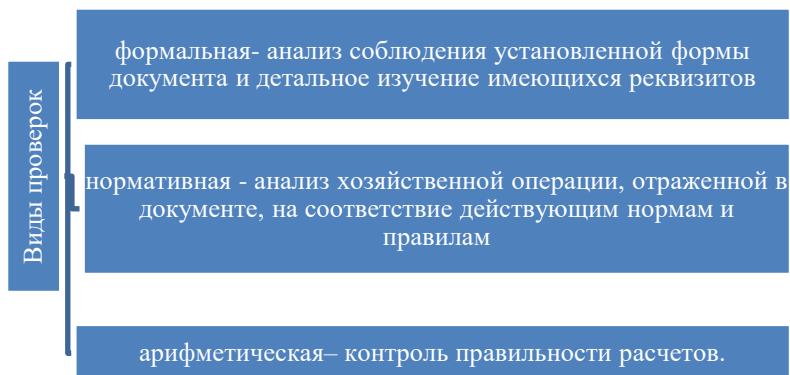 Виды проверок
формальная- анализ соблюдения установленной формы
документа и детальное изучение имеющихся реквизитов
нормативная - анализ хозяйственной операции, отраженной в
документе, на соответствие действующим нормам и
правилам
арифметическая– контроль правильности расчетов.